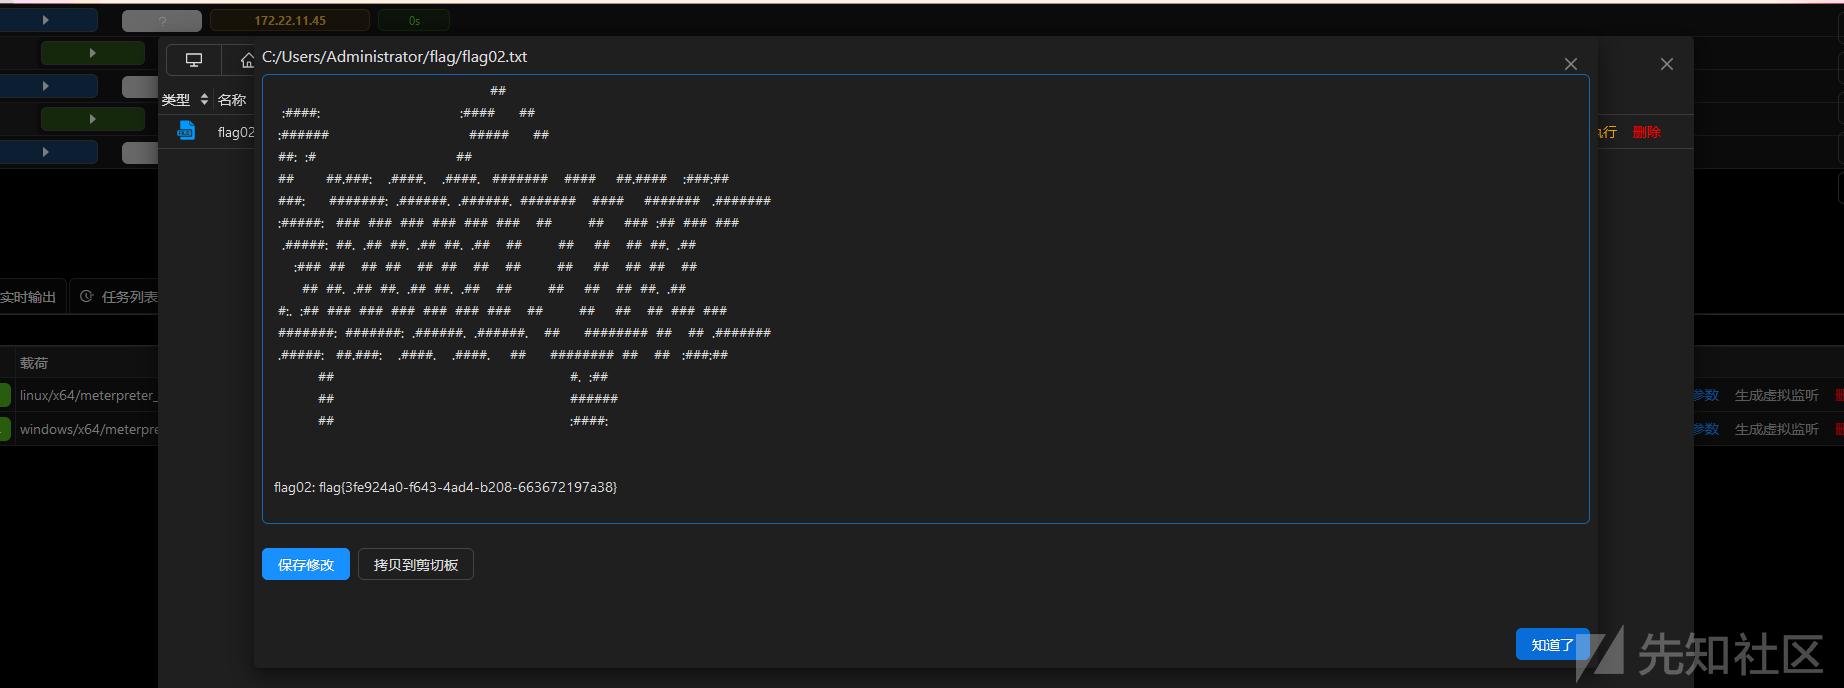 ?
172.22.11.45
0s
C:/Users/Administrator/flag/flag02.txt
类型 名称
flag02
执行 删除
##
:####: :#### ##
:###### ##### ##
##: :# ##
## ##.###: .####. .####. ####### #### ##.#### :###:##
###: #######: .######. .######. ####### #### ####### .#######
:#####: ### ### ### ### ### ### ## ## ### :## ### ###
.#####: ##. .## ##. .## ##. .## ## ## ## ## ##. .##
:### ## ## ## ## ## ## ## ## ## ## ## ##
## ##. .## ##. .## ##. .## ## ## ## ## ##. .##
#:. :## ### ### ### ### ### ### ## ## ## ## ### ###
#######: #######: .######. .######. ## ######## ## ## .#######
.#####: ##.###: .####. .####. ## ######## ## ## :###:##
## #. :##
## ######
## :####:
flag02: flag{3fe924a0-f643-4ad4-b208-663672197a38}
实时输出 任务列表
载荷
linux/x64/meterpreter_
参数 生成虚拟监听
windows/x64/meterpre
参数 生成虚拟监听
保存修改 拷贝到剪切板
知道了
先知社区